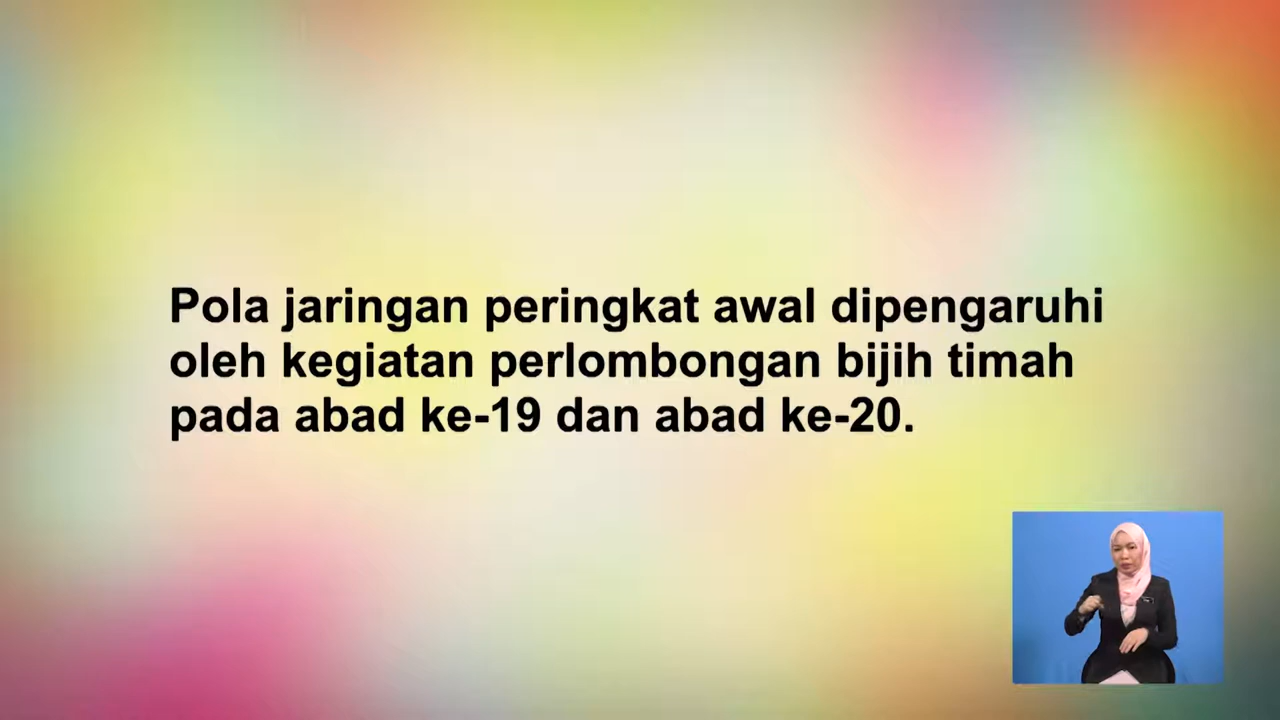 Pola jaringan peringkat awal dipengaruhi
oleh kegiatan perlombongan bijih timah
pada abad ke-19 dan abad ke-20.